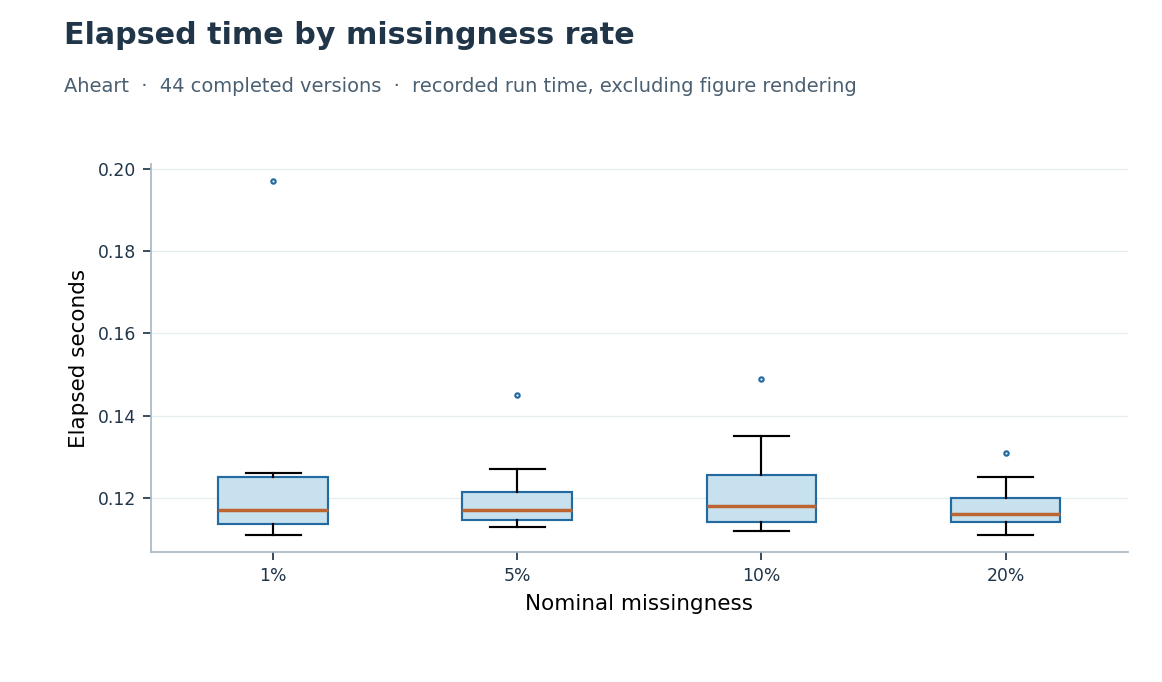 Elapsed time by missingness rate
Aheart · 44 completed versions · recorded run time, excluding figure rendering
0.20
0.18
0.16
0.14
0.12
Elapsed seconds
1% 5% 10% 20%
Nominal missingness